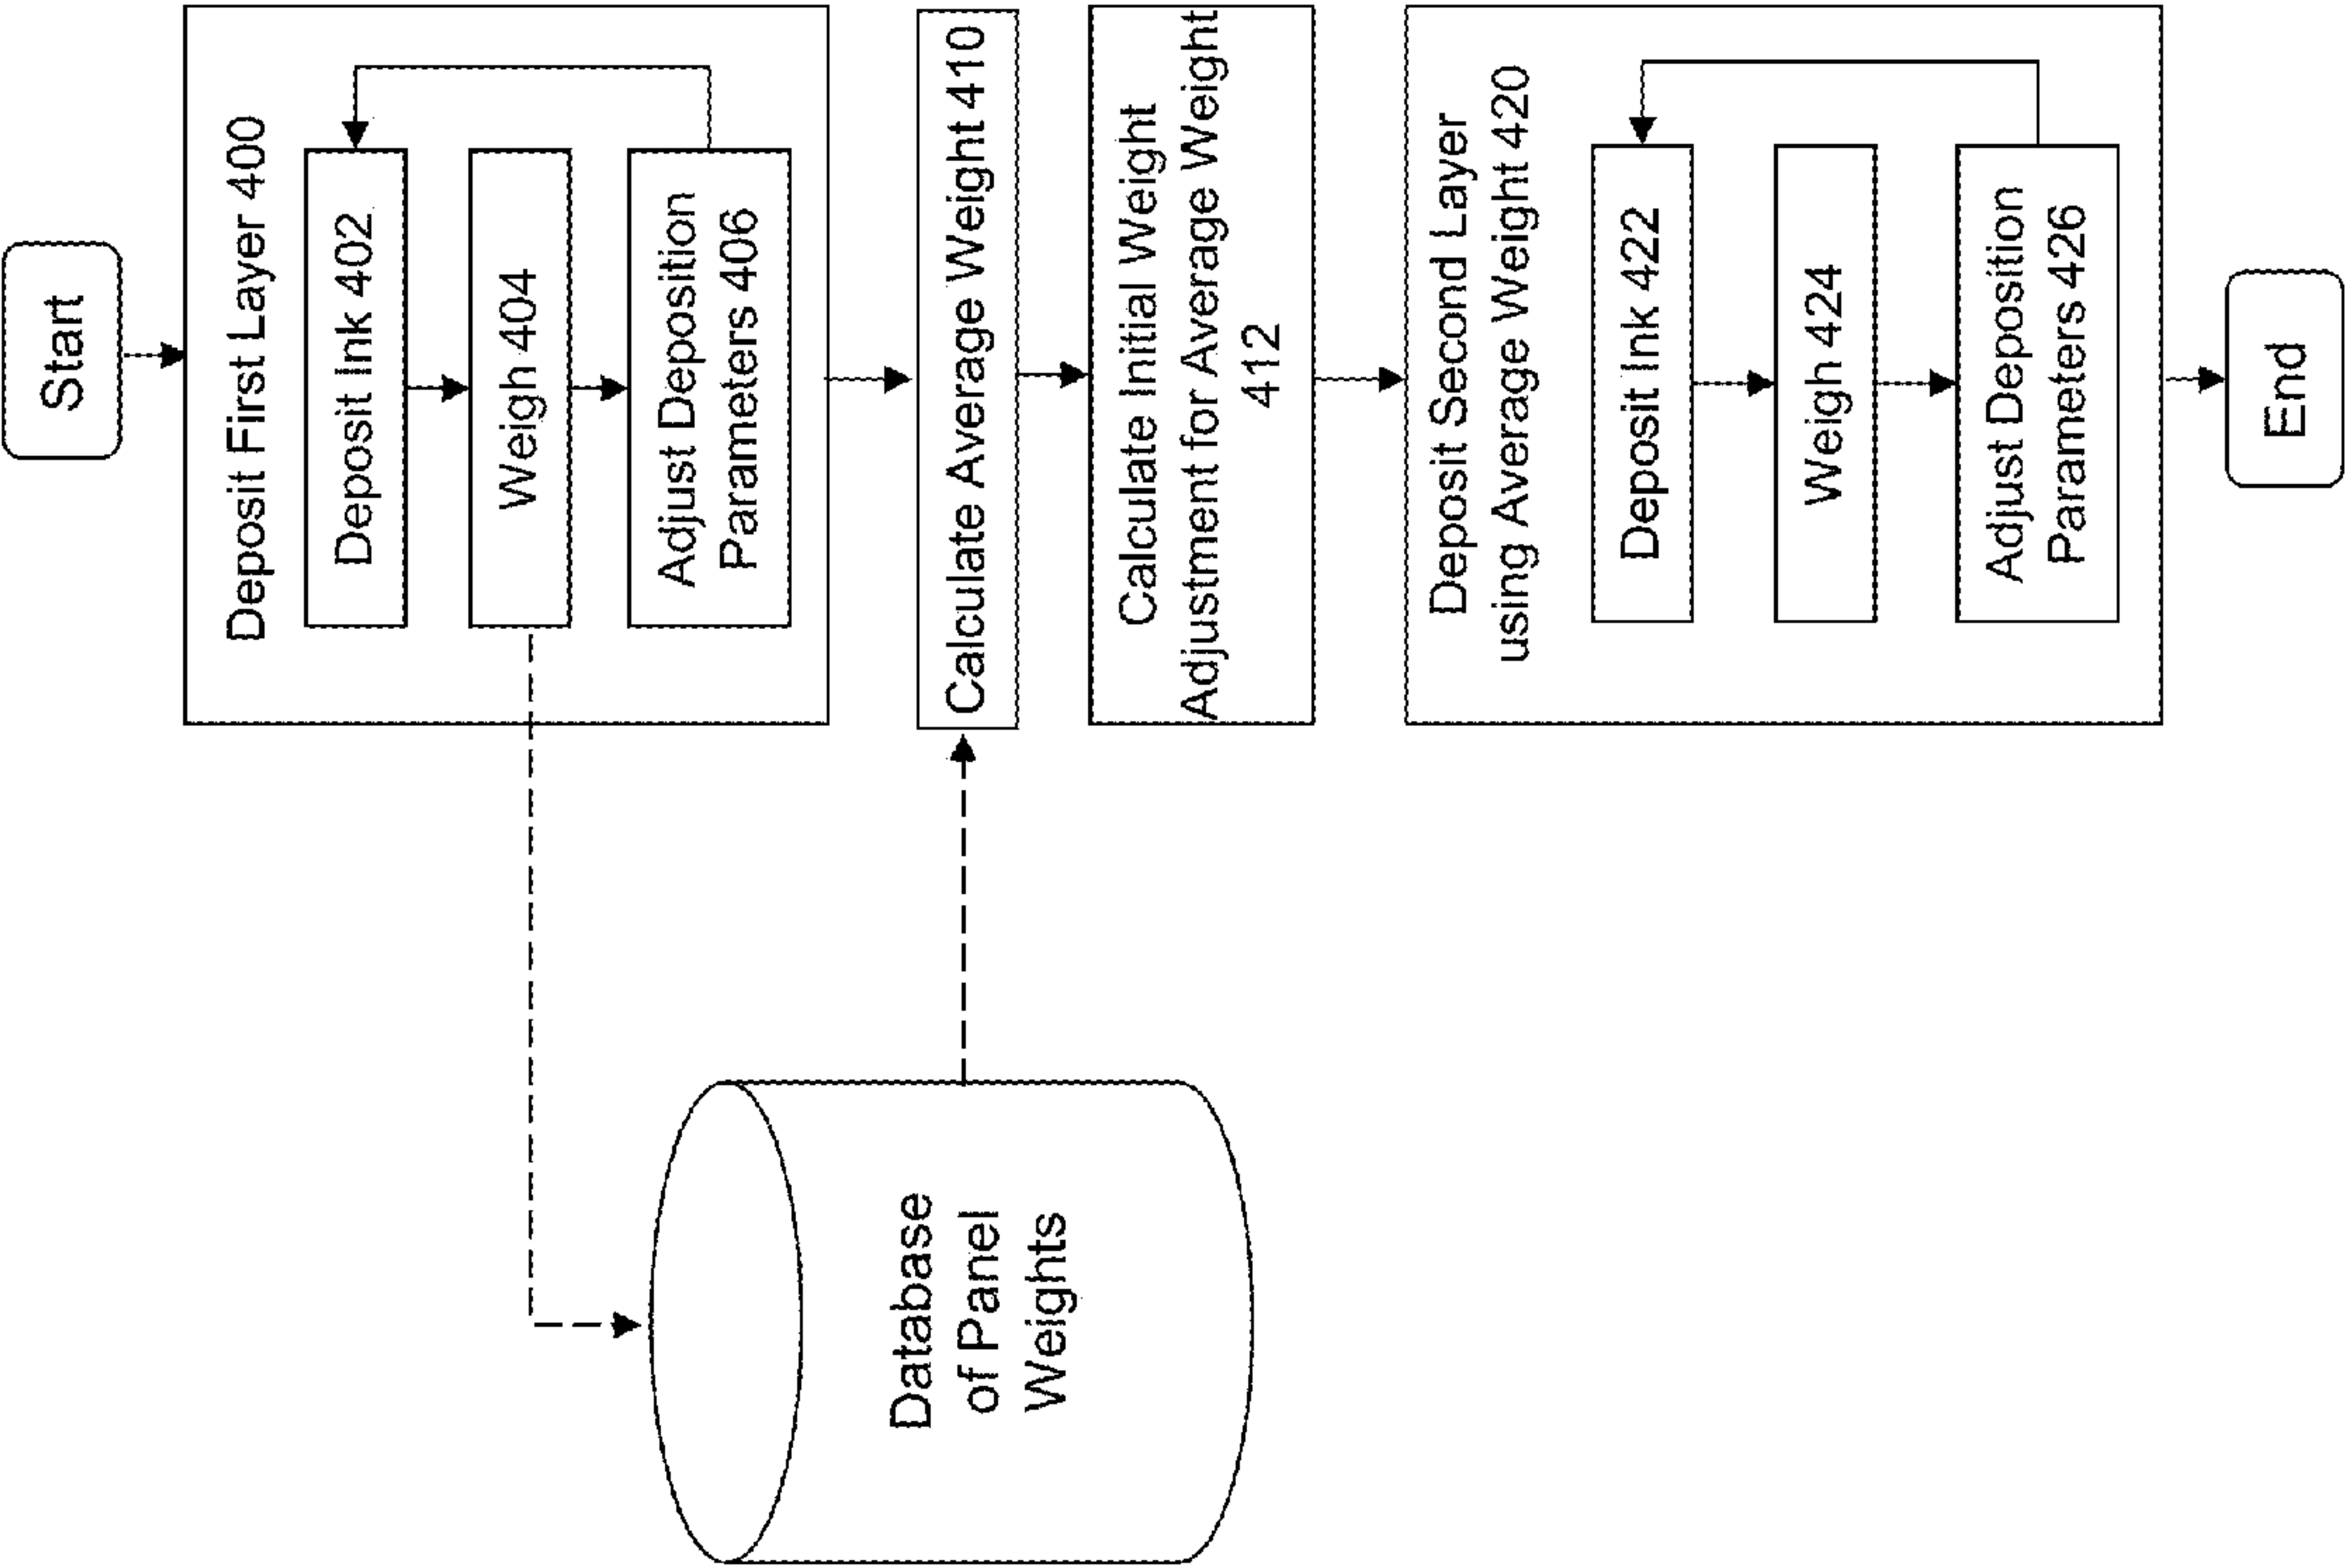 Start
Deposit First Layer 400
Deposit Ink 402
Weigh 404
Adjust Deposition
Parameters 406
Calculate Average Weight 410
Calculate Initial Weight
Adjustment for Average Weight
412
Deposit Second Layer
using Average Weight 420
Deposit Ink 422
Weigh 424
Adjust Deposition
Parameters 426
End
Database
of Panel
Weights